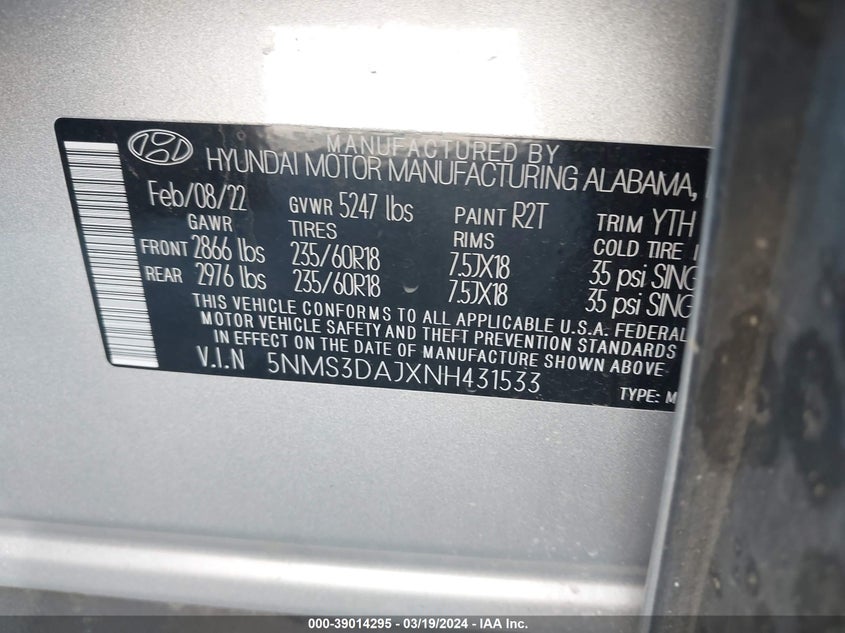 MANUFACTURED BY
HYUNDAI MOTOR MANUFACTURING ALABAMA,
Feb/08/22 GVWR 5247 lbs PAINT R2T TRIM YTH
GAWR TIRES RIMS COLD TIRE
FRONT 2866 lbs 235/60R18 7.5JX18 35 psi SING
REAR 2976 lbs 235/60R18 7.5JX18 35 psi SING
THIS VEHICLE CONFORMS TO ALL APPLICABLE U.S.A. FEDERAL
MOTOR VEHICLE SAFETY AND THEFT PREVENTION STANDARDS
IN EFFECT ON THE DATE OF MANUFACTURE SHOWN ABOVE
V.I.N 5NMS3DAJXNH431533
TYPE: M
000-39014295 - 03/19/2024 - IAA Inc.